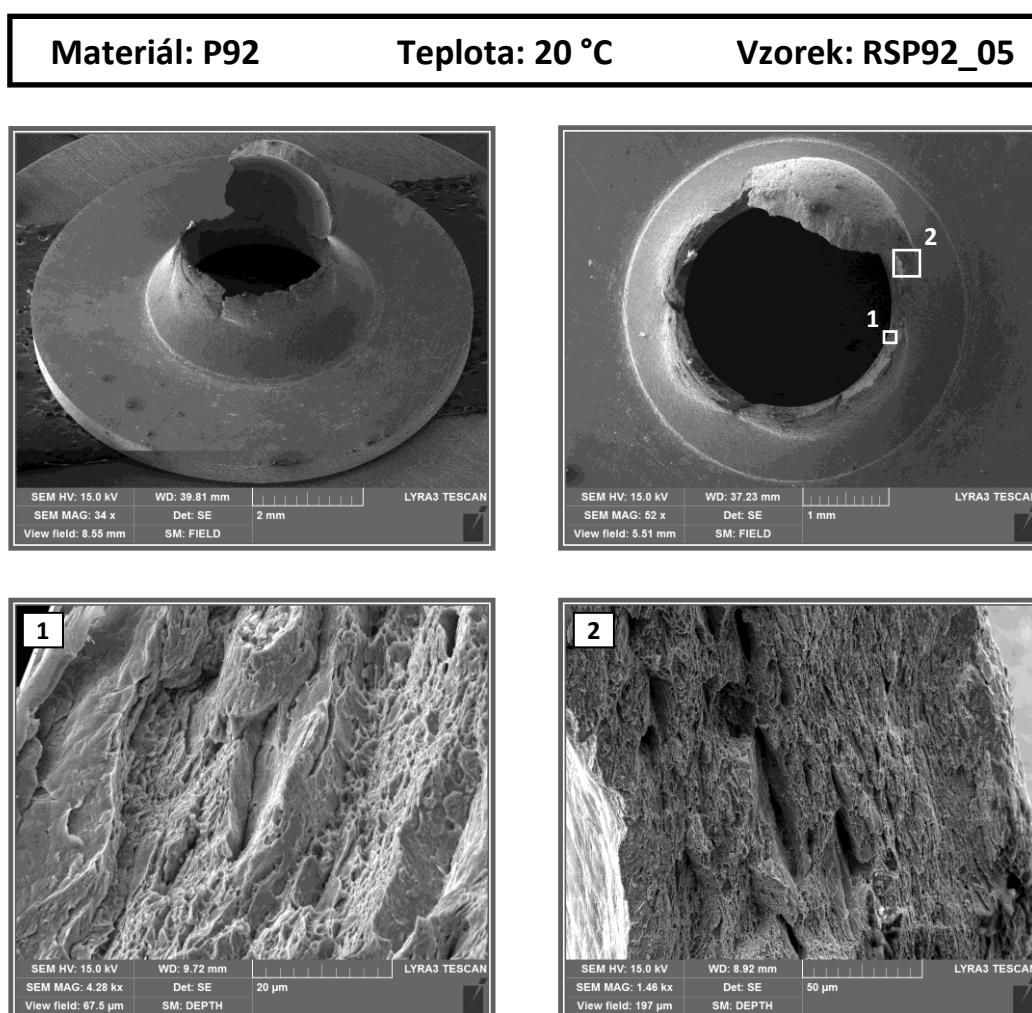 Materiál: P92 Teplota: 20 °C Vzorek: RSP92_05
2
1
SEM HV: 15.0 kV WD: 39.81 mm LYRA3 TESCAN
SEM MAG: 34 x Det: SE 2 mm
View field: 8.55 mm SM: FIELD
SEM HV: 15.0 kV WD: 37.23 mm LYRA3 TESCAN
SEM MAG: 52 x Det: SE 1 mm
View field: 5.51 mm SM: FIELD
1
SEM HV: 15.0 kV WD: 9.72 mm LYRA3 TESCAN
SEM MAG: 4.28 kx Det: SE 20 µm
View field: 67.5 µm SM: DEPTH
2
SEM HV: 15.0 kV WD: 8.92 mm LYRA3 TESCAN
SEM MAG: 1.46 kx Det: SE 50 µm
View field: 197 µm SM: DEPTH